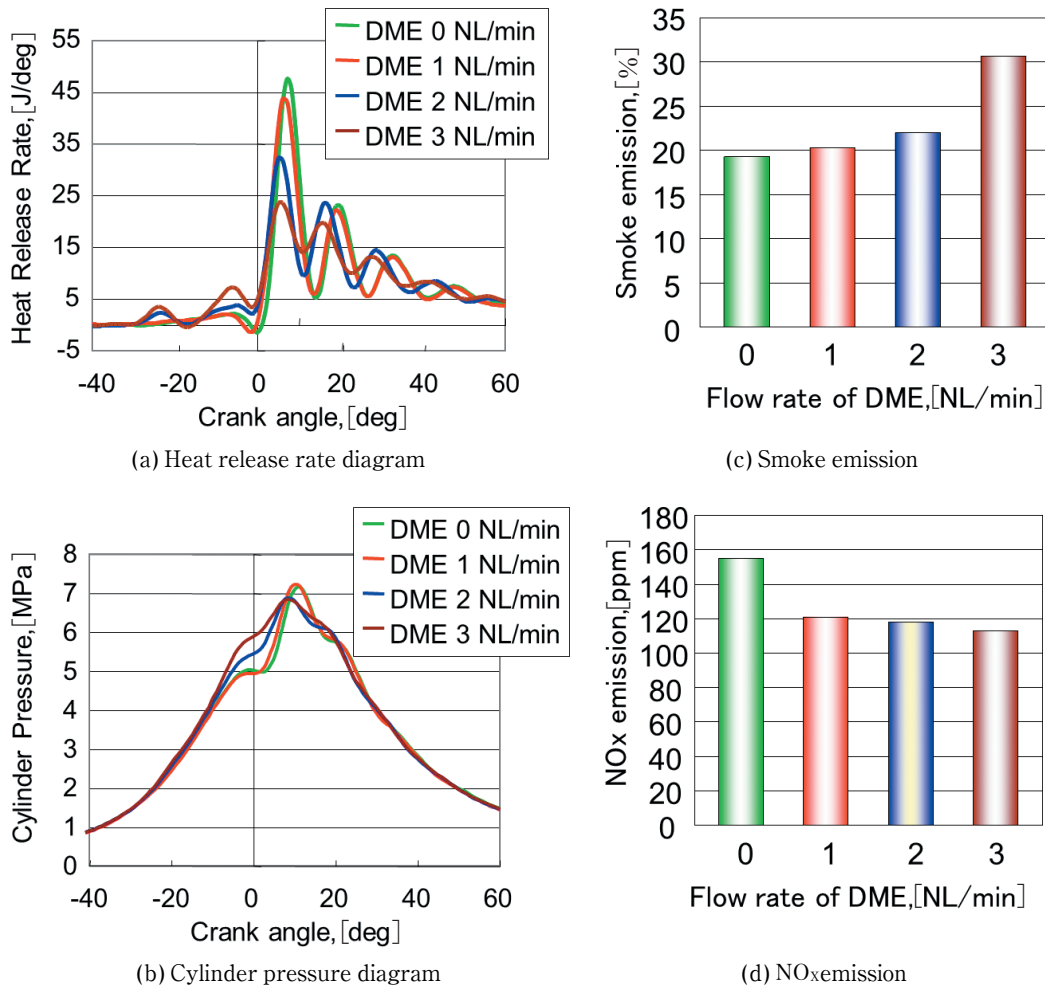 DME 0 NL/min
DME 1 NL/min
DME 2 NL/min
DME 3 NL/min
Heat Release Rate,[J/deg]
55
45
35
25
15
5
-5
-40 -20 0 20 40 60
Crank angle,[deg]
(a) Heat release rate diagram
Smoke emission,[%]
35
30
25
20
15
10
5
0
0 1 2 3
Flow rate of DME,[NL/min]
(c) Smoke emission
DME 0 NL/min
DME 1 NL/min
DME 2 NL/min
DME 3 NL/min
Cylinder Pressure,[MPa]
8
7
6
5
4
3
2
1
0
-40 -20 0 20 40 60
Crank angle,[deg]
(b) Cylinder pressure diagram
NOx emission,[ppm]
180
160
140
120
100
80
60
40
20
0
0 1 2 3
Flow rate of DME,[NL/min]
(d) NOxemission